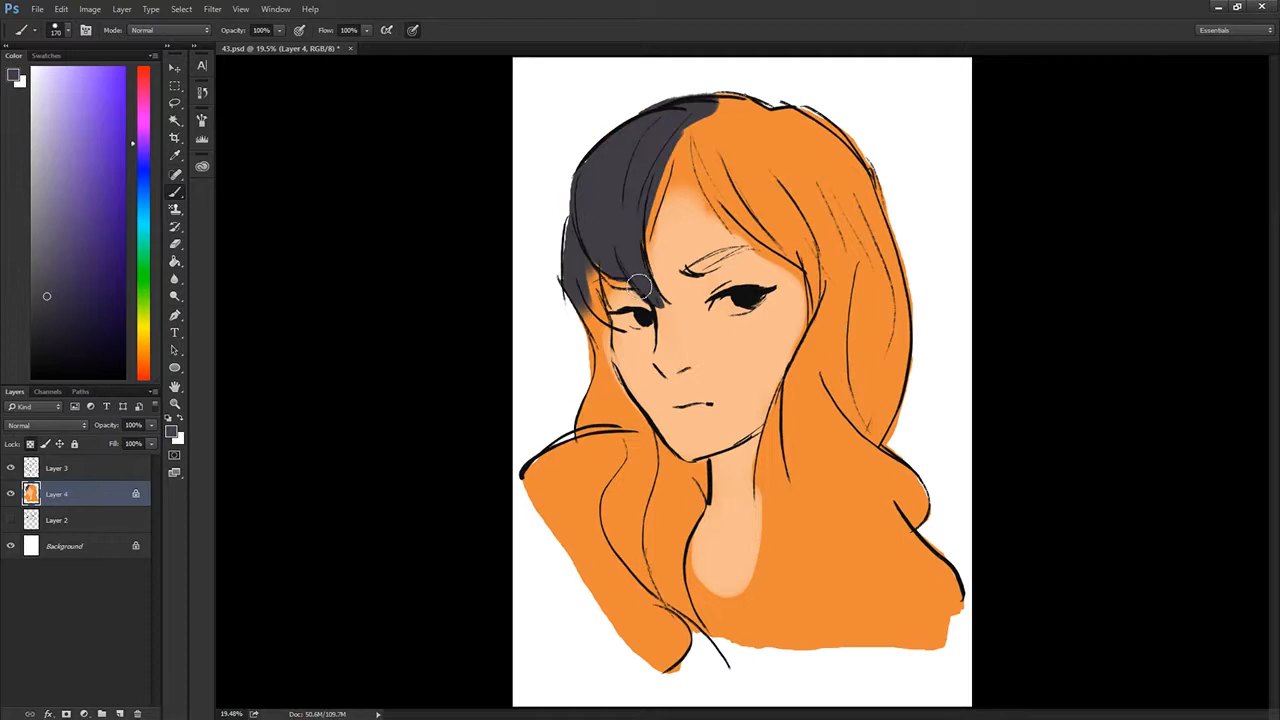 Ps File Edit Image Layer Type Select Filter View Window Help
170 Mode: Normal Opacity: 100% Flow: 100% Essentials
43.psd @ 19.5% (Layer 4, RGB/8) * ×
Color Swatches
A
T
Layers Channels Paths
Kind
Normal Opacity: 100%
Lock: Fill: 100%
Layer 3
Layer 4
Layer 2
Background
fx
19.48% Doc: 50.6M/109.7M